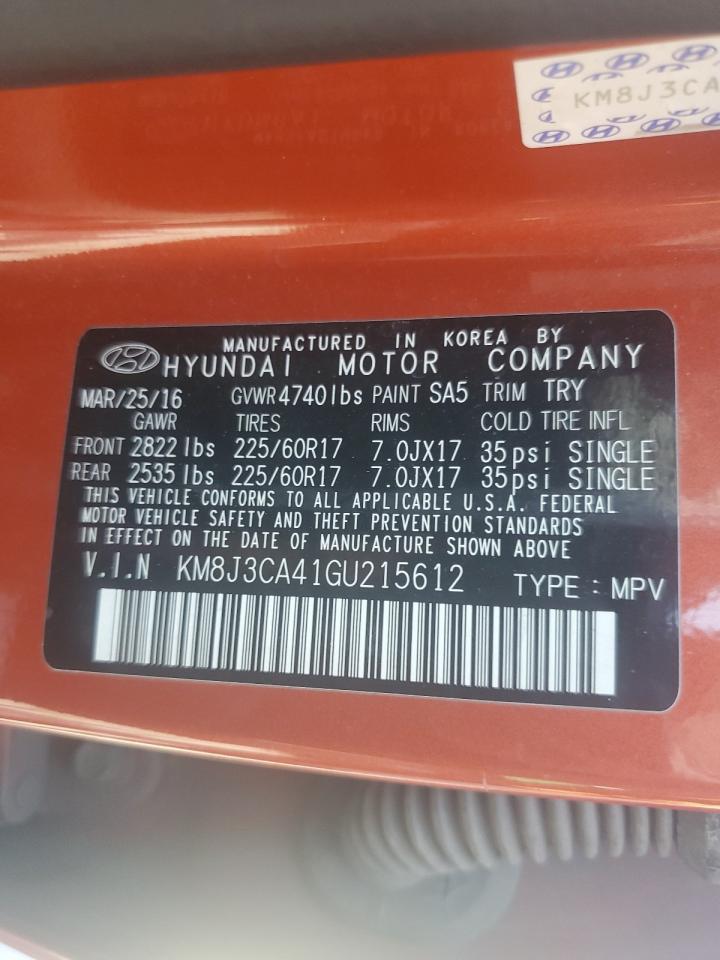 KM8J3CA
MANUFACTURED IN KOREA BY
HYUNDAI MOTOR COMPANY
MAR/25/16 GVWR 4740lbs PAINT SA5 TRIM TRY
GAWR TIRES RIMS COLD TIRE INFL
FRONT 2822 lbs 225/60R17 7.0JX17 35psi SINGLE
REAR 2535 lbs 225/60R17 7.0JX17 35psi SINGLE
THIS VEHICLE CONFORMS TO ALL APPLICABLE U.S.A. FEDERAL
MOTOR VEHICLE SAFETY AND THEFT PREVENTION STANDARDS
IN EFFECT ON THE DATE OF MANUFACTURE SHOWN ABOVE
V.I.N KM8J3CA41GU215612 TYPE : MPV